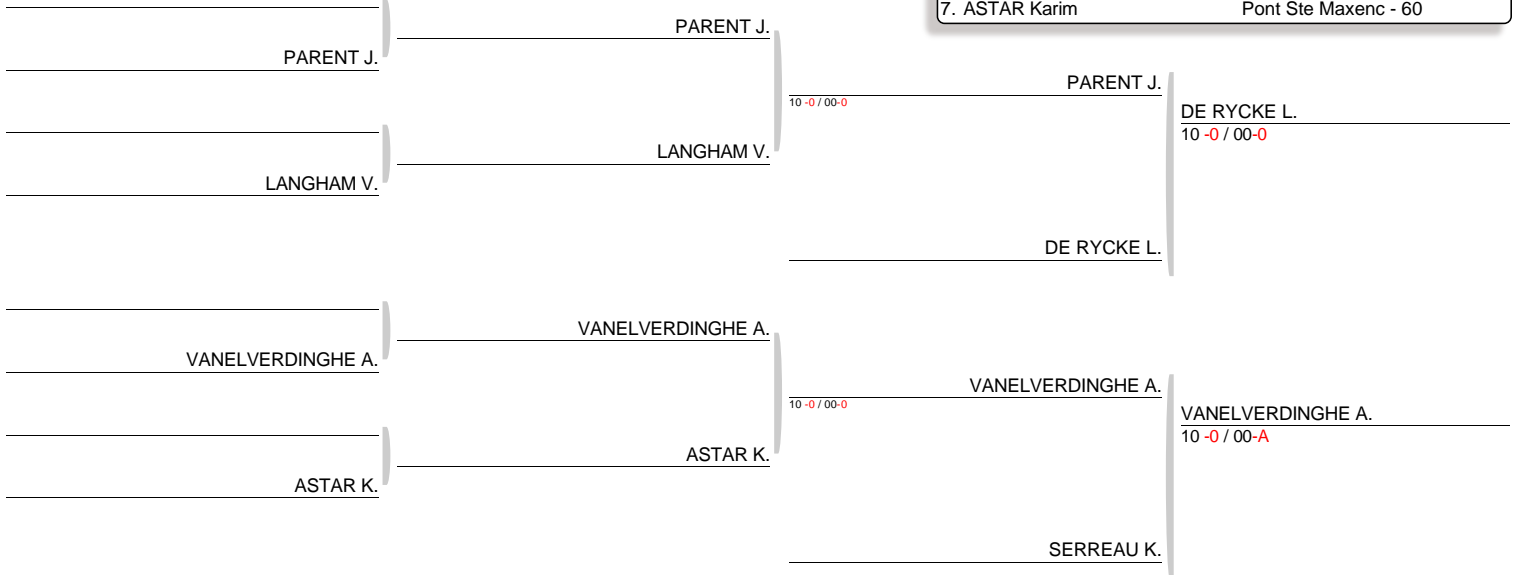 7. ASTAR Karim Pont Ste Maxenc - 60
PARENT J.
PARENT J.
PARENT J.
10 -0 / 00-0
DE RYCKE L.
10 -0 / 00-0
LANGHAM V.
LANGHAM V.
DE RYCKE L.
VANELVERDINGHE A.
VANELVERDINGHE A.
VANELVERDINGHE A.
10 -0 / 00-0
VANELVERDINGHE A.
10 -0 / 00-A
ASTAR K.
ASTAR K.
SERREAU K.